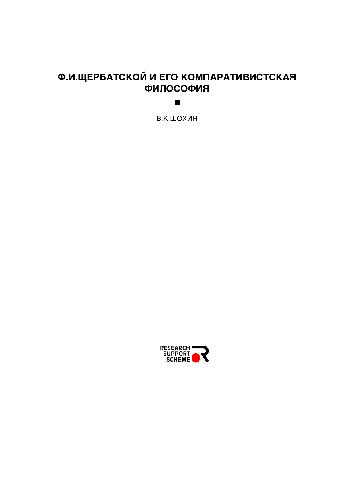 Ф.И.ЩЕРБАТСКОЙ И ЕГО КОМПАРАТИВИСТСКАЯ
ФИЛОСОФИЯ
В.К.ШОХИН
RESEARCH
SUPPORT
SCHEME